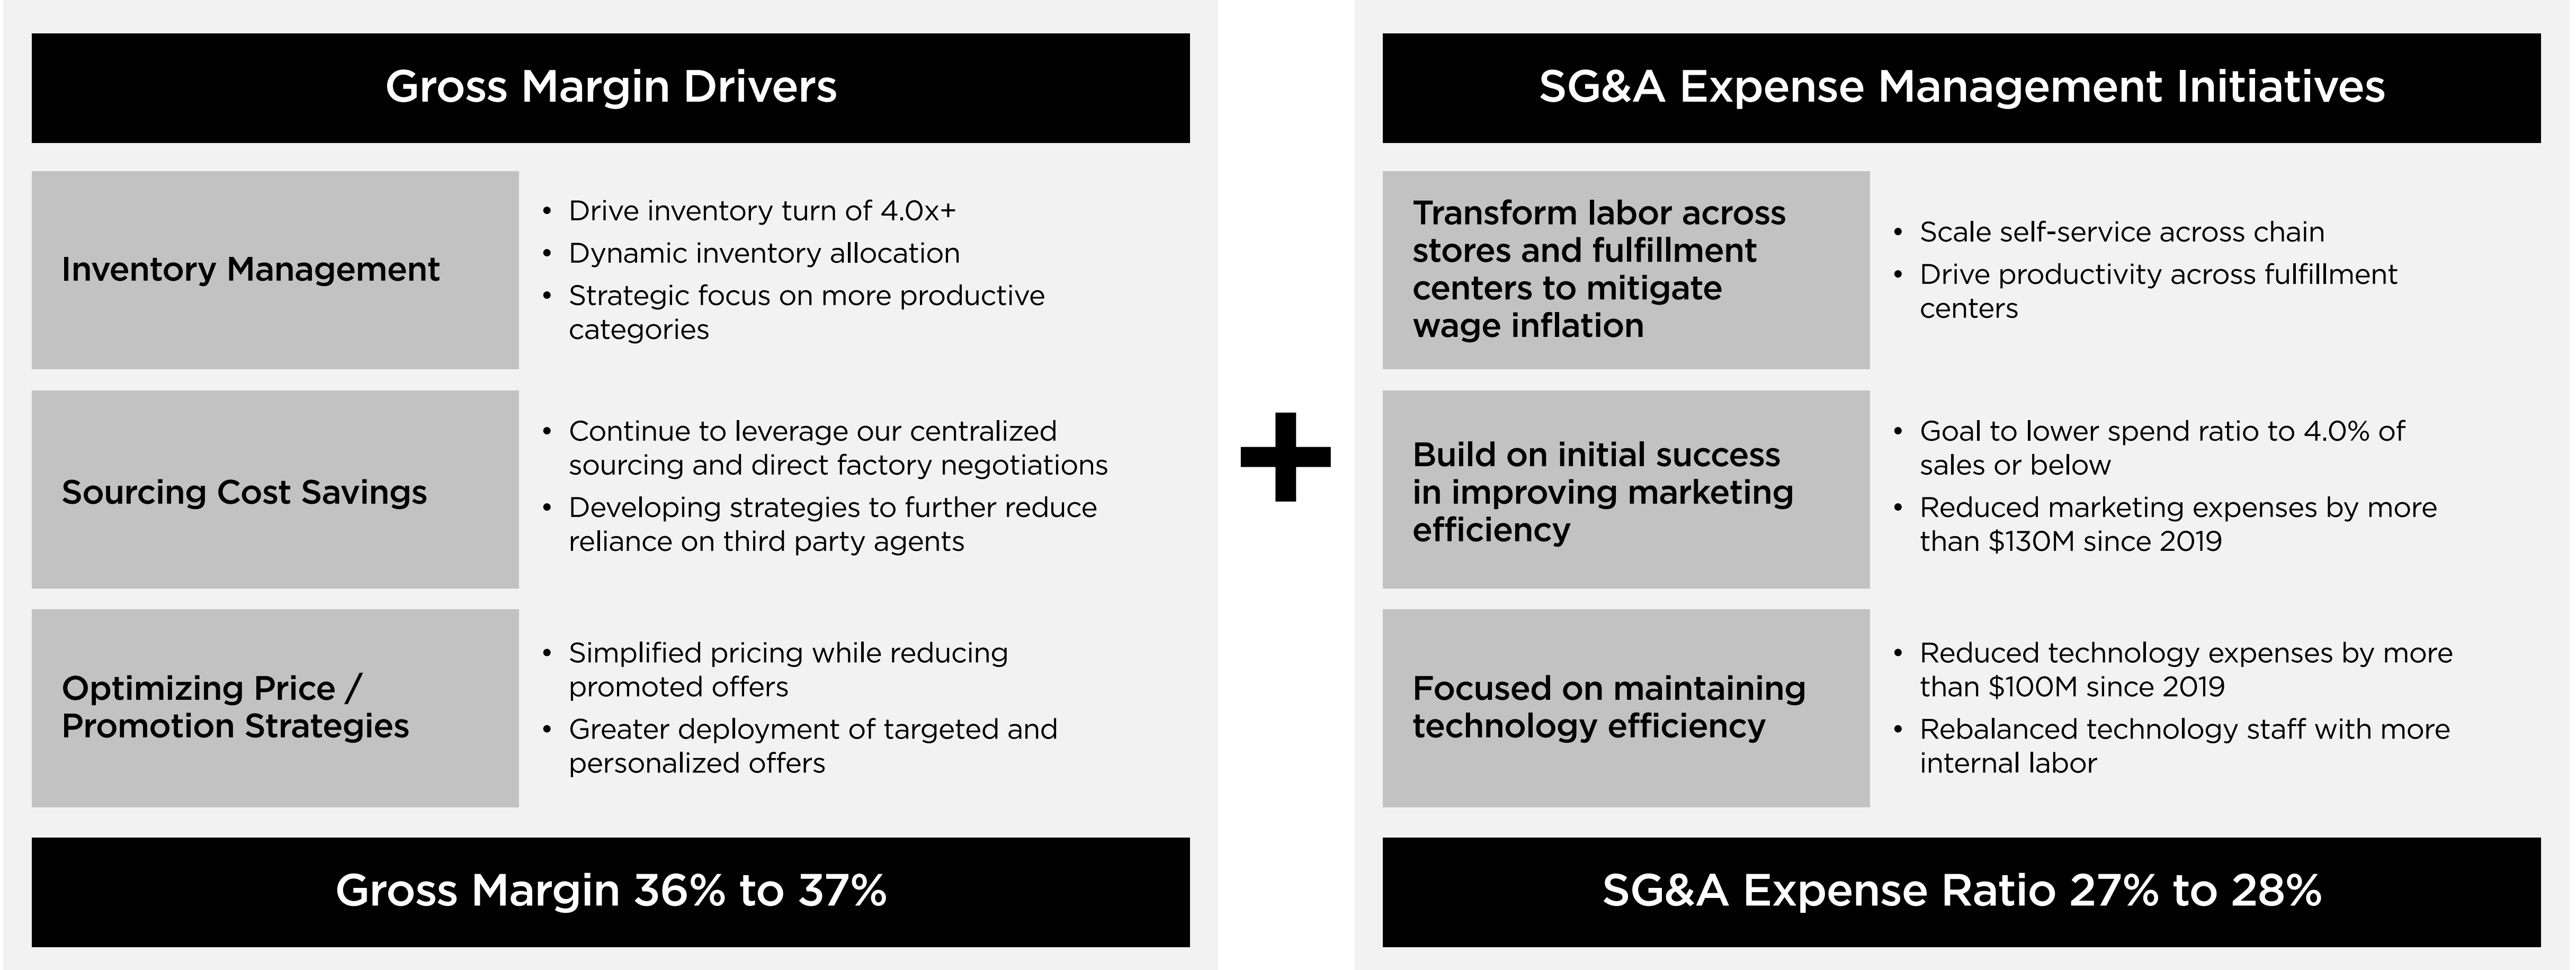 Gross Margin Drivers
Inventory Management
• Drive inventory turn of 4.0x+
• Dynamic inventory allocation
• Strategic focus on more productive
categories
Sourcing Cost Savings
• Continue to leverage our centralized
sourcing and direct factory negotiations
• Developing strategies to further reduce
reliance on third party agents
Optimizing Price /
Promotion Strategies
• Simplified pricing while reducing
promoted offers
• Greater deployment of targeted and
personalized offers
Gross Margin 36% to 37%
+
SG&A Expense Management Initiatives
Transform labor across
stores and fulfillment
centers to mitigate
wage inflation
• Scale self-service across chain
• Drive productivity across fulfillment
centers
Build on initial success
in improving marketing
efficiency
• Goal to lower spend ratio to 4.0% of
sales or below
• Reduced marketing expenses by more
than $130M since 2019
Focused on maintaining
technology efficiency
• Reduced technology expenses by more
than $100M since 2019
• Rebalanced technology staff with more
internal labor
SG&A Expense Ratio 27% to 28%